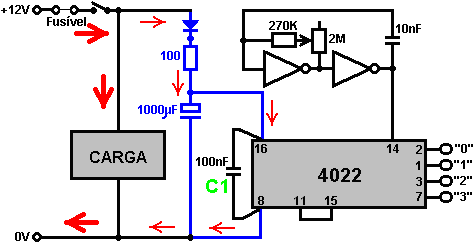 +12V
Fusível
270K
2M
10nF
100
1000µF
CARGA
100nF
C1
16
14
4022
8
11
15
2
"0"
1
"1"
3
"2"
7
"3"
0V